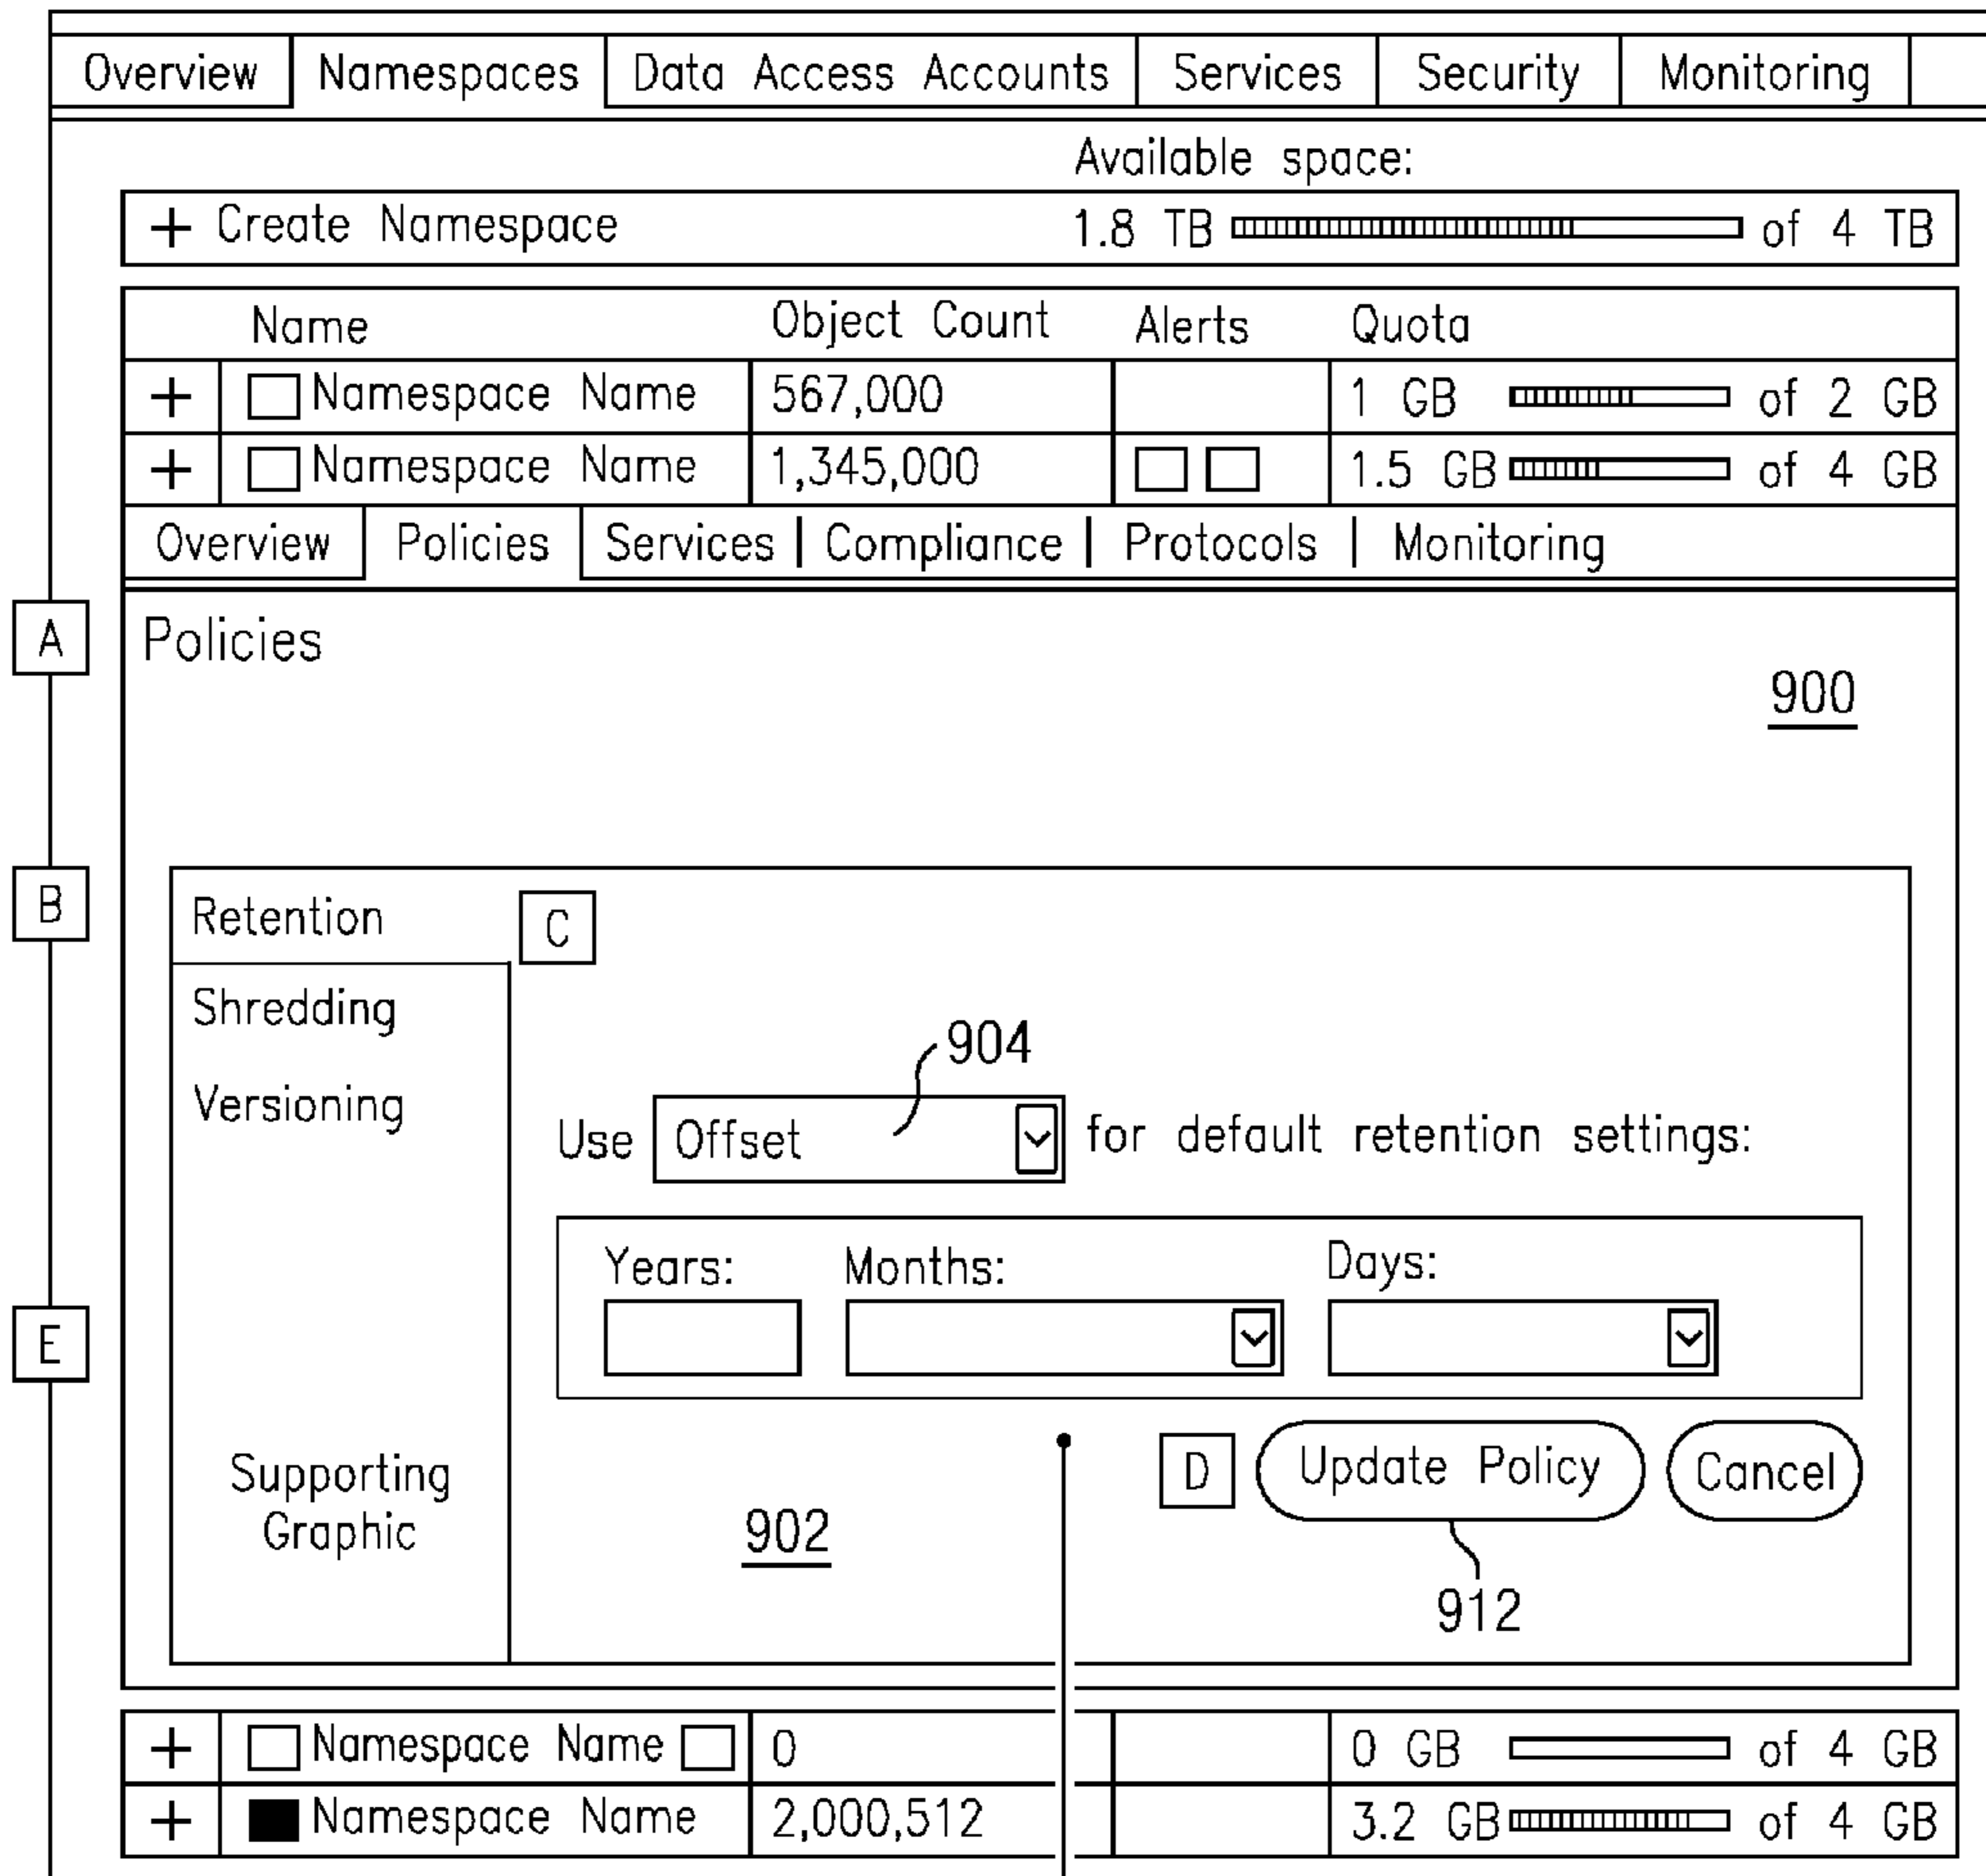 Overview Namespaces Data Access Accounts Services Security Monitoring
Available space:
+ Create Namespace 1.8 TB of 4 TB
Name Object Count Alerts Quota
+ Namespace Name 567,000 1 GB of 2 GB
+ Namespace Name 1,345,000 1.5 GB of 4 GB
Overview Policies Services | Compliance | Protocols | Monitoring
A Policies
900
B Retention C
Shredding
904
Versioning
Use Offset for default retention settings:
Years: Months: Days:
E
D Update Policy Cancel
Supporting
Graphic
902
912
+ Namespace Name 0 0 GB of 4 GB
+ Namespace Name 2,000,512 3.2 GB of 4 GB